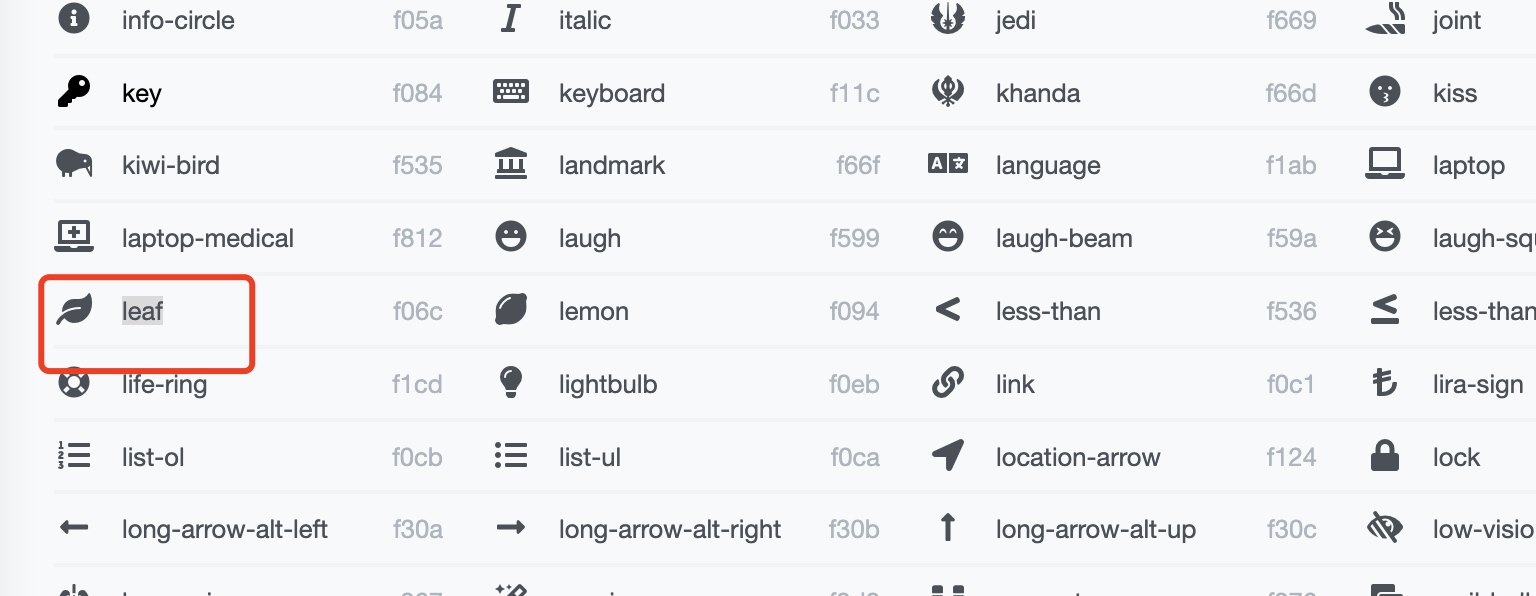 info-circle f05a italic f033 jedi f669 joint
key f084 keyboard f11c khanda f66d kiss
kiwi-bird f535 landmark f66f language f1ab laptop
laptop-medical f812 laugh f599 laugh-beam f59a laugh-squ
leaf f06c lemon f094 less-than f536 less-than
life-ring f1cd lightbulb f0eb link f0c1 lira-sign
list-ol f0cb list-ul f0ca location-arrow f124 lock
long-arrow-alt-left f30a long-arrow-alt-right f30b long-arrow-alt-up f30c low-visio